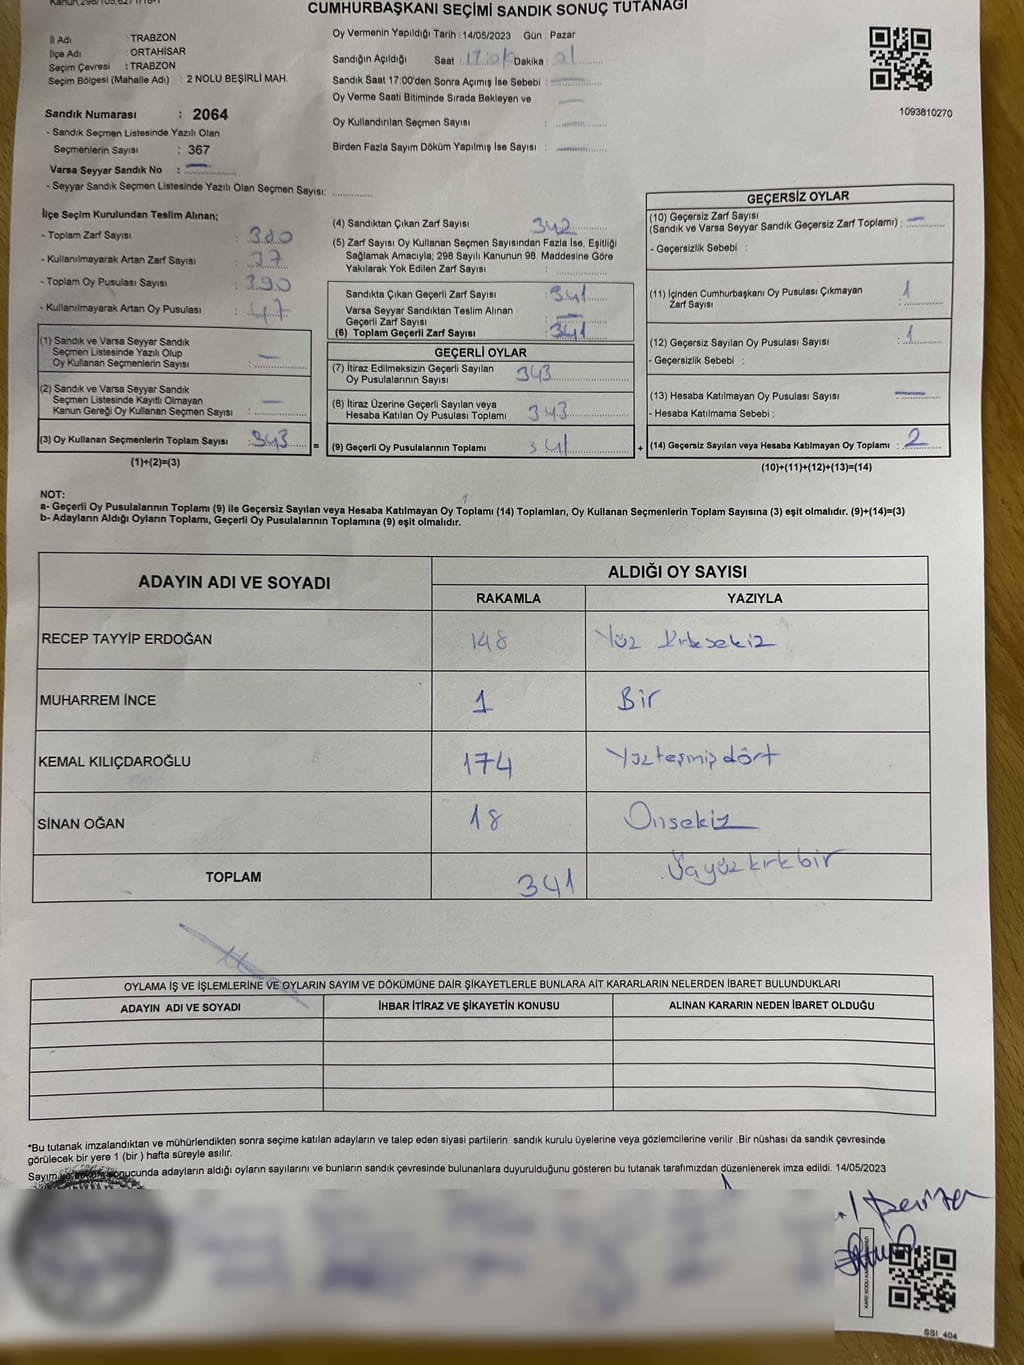 CUMHURBAŞKANI SEÇİMİ SANDIK SONUÇ TUTANAĞI
İl Adı : TRABZON
İlçe Adı : ORTAHİSAR
Seçim Çevresi : TRABZON
Seçim Bölgesi (Mahalle Adı) : 2 NOLU BEŞİRLİ MAH.
Sandık Numarası : 2064
- Sandık Seçmen Listesinde Yazılı Olan
Seçmenlerin Sayısı : 367
Varsa Seyyar Sandık No :
- Seyyar Sandık Seçmen Listesinde Yazılı Olan Seçmen Sayısı:
Oy Vermenin Yapıldığı Tarih : 14/05/2023 Gün : Pazar
Sandığın Açıldığı Saat : Dakika :
Sandık Saat 17:00'den Sonra Açımış İse Sebebi :
Oy Verme Saati Bitiminde Sırada Bekleyen ve
Oy Kullandırılan Seçmen Sayısı :
Birden Fazla Sayım Döküm Yapılmış İse Sayısı :
1093810270
İlçe Seçim Kurulundan Teslim Alınan;
- Toplam Zarf Sayısı : 380
- Kullanılmayarak Artan Zarf Sayısı : 37
- Toplam Oy Pusulası Sayısı : 390
- Kullanılmayarak Artan Oy Pusulası : 47
(1) Sandık ve Varsa Seyyar Sandık
Seçmen Listesinde Yazılı Olup
Oy Kullanan Seçmenlerin Sayısı :
(2) Sandık ve Varsa Seyyar Sandık
Seçmen Listesinde Kayıtlı Olmayan
Kanun Gereği Oy Kullanan Seçmen Sayısı :
(3) Oy Kullanan Seçmenlerin Toplam Sayısı : 343 =
(1)+(2)=(3)
(4) Sandıktan Çıkan Zarf Sayısı 342
(5) Zarf Sayısı Oy Kullanan Seçmen Sayısından Fazla İse, Eşitliği
Sağlamak Amacıyla; 298 Sayılı Kanunun 98. Maddesine Göre
Yakılarak Yok Edilen Zarf Sayısı :
Sandıkta Çıkan Geçerli Zarf Sayısı : 341
Varsa Seyyar Sandıktan Teslim Alınan
Geçerli Zarf Sayısı :
(6) Toplam Geçerli Zarf Sayısı : 341
GEÇERLİ OYLAR
(7) İtiraz Edilmeksizin Geçerli Sayılan
Oy Pusulalarının Sayısı 343
(8) İtiraz Üzerine Geçerli Sayılan veya
Hesaba Katılan Oy Pusulası Toplamı 343
(9) Geçerli Oy Pusulalarının Toplamı 341 +
GEÇERSİZ OYLAR
(10) Geçersiz Zarf Sayısı
(Sandık ve Varsa Sandık Geçersiz Zarf Toplamı) :
- Geçersizlik Sebebi :
(11) İçinden Cumhurbaşkanı Oy Pusulası Çıkmayan
Zarf Sayısı : 1
(12) Geçersiz Sayılan Oy Pusulası Sayısı : 1
- Geçersizlik Sebebi :
(13) Hesaba Katılmayan Oy Pusulası Sayısı :
- Hesaba Katılmama Sebebi :
(14) Geçersiz Sayılan veya Hesaba Katılmayan Oy Toplamı : 2
(10)+(11)+(12)+(13)=(14)
NOT:
a- Geçerli Oy Pusulalarının Toplamı (9) ile Geçersiz Sayılan veya Hesaba Katılmayan Oy Toplamı (14) Toplamları, Oy Kullanan Seçmenlerin Toplam Sayısına (3) eşit olmalıdır. (9)+(14)=(3)
b- Adayların Aldığı Oyların Toplamı, Geçerli Oy Pusulalarının Toplamına (9) eşit olmalıdır.
ADAYIN ADI VE SOYADI
ALDIĞI OY SAYISI
RAKAMLA YAZIYLA
RECEP TAYYİP ERDOĞAN 148 Yüz kırksekiz
MUHARREM İNCE 1 Bir
KEMAL KILIÇDAROĞLU 174
SİNAN OĞAN 18 Onsekiz
TOPLAM 341
OYLAMA İŞ VE İŞLEMLERİNE VE OYLARIN SAYIM VE DÖKÜMÜNE DAİR ŞİKAYETLERLE BUNLARA AİT KARARLARIN NELERDEN İBARET BULUNDUKLARI
ADAYIN ADI VE SOYADI İHBAR İTİRAZ VE ŞİKAYETİN KONUSU ALINAN KARARIN NEDEN İBARET OLDUĞU
*Bu tutanak imzalandıktan ve mühürlendikten sonra seçime katılan adayların ve talep eden siyasi partilerin sandık kurulu üyelerine veya gözlemcilerine verilir .Bir nüshası da sandık çevresinde
görülecek bir yere 1 (bir ) hafta süreyle asılır.
Sayım sonucunda adayların aldığı oyların sayılarını ve bunların sandık çevresinde bulunanlara duyurulduğunu gösteren bu tutanak tarafımızdan düzenlenerek imza edildi. 14/05/2023
SSI_404